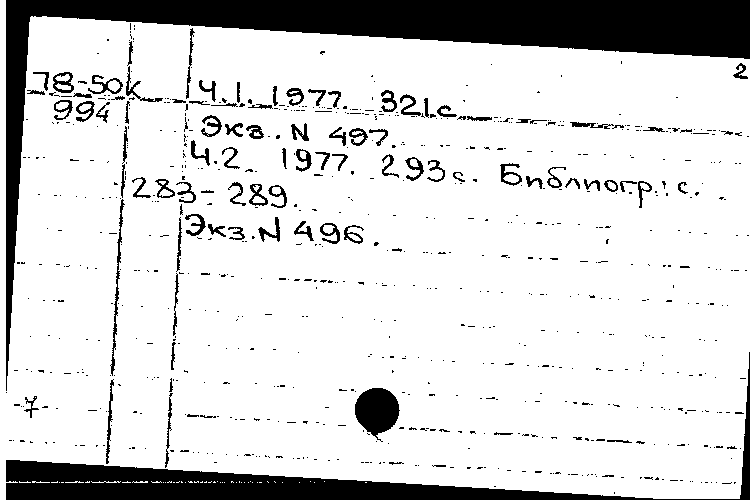 2
78-50к Ч.1. 1977. 321с.
994
Экз. N 497.
Ч.2 1977. 293с. Библиогр.: с.
283-289.
Экз. N 496.
-7